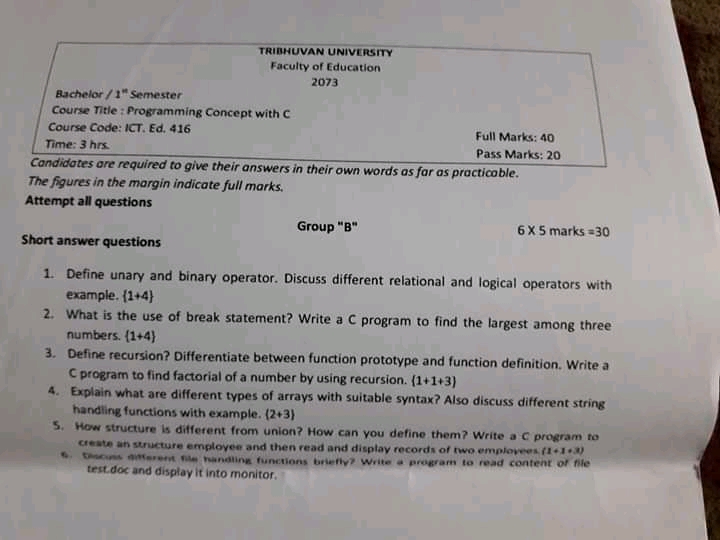 TRIBHUVAN UNIVERSITY
Faculty of Education
2073
Bachelor / 1st Semester
Course Title : Programming Concept with C
Course Code: ICT. Ed. 416
Full Marks: 40
Time: 3 hrs.
Pass Marks: 20
Candidates are required to give their answers in their own words as far as practicable.
The figures in the margin indicate full marks.
Attempt all questions
Group "B"
6 X 5 marks =30
Short answer questions
1. Define unary and binary operator. Discuss different relational and logical operators with
example. {1+4}
2. What is the use of break statement? Write a C program to find the largest among three
numbers. {1+4}
3. Define recursion? Differentiate between function prototype and function definition. Write a
C program to find factorial of a number by using recursion. {1+1+3}
4. Explain what are different types of arrays with suitable syntax? Also discuss different string
handling functions with example. {2+3}
5. How structure is different from union? How can you define them? Write a C program to
create an structure employee and then read and display records of two employees.{1+1+3}
6. Discuss different file handling functions briefly? Write a program to read content of file
test.doc and display it into monitor.